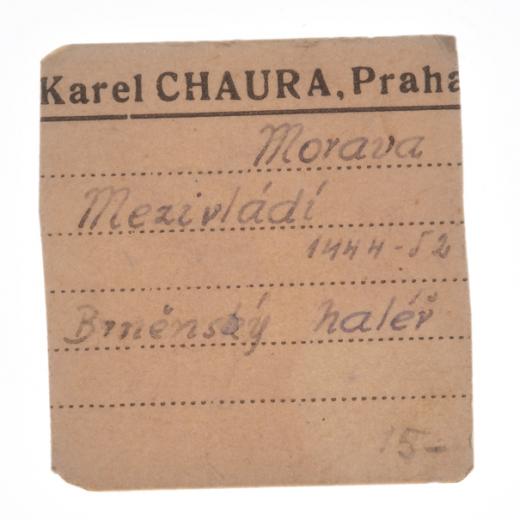 Karel CHAURA, Praha
Morava
Mezivládí
1444-52
Brněnský haléř
15-